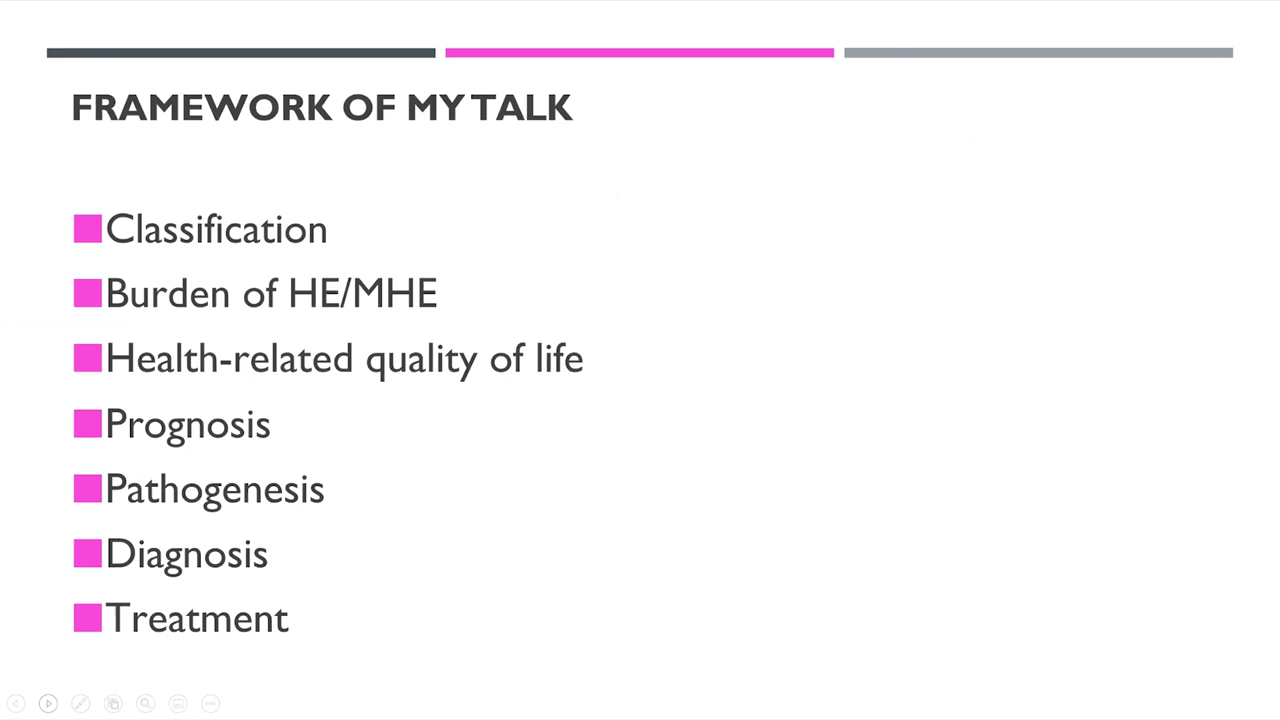 FRAMEWORK OF MY TALK
Classification
Burden of HE/MHE
Health-related quality of life
Prognosis
Pathogenesis
Diagnosis
Treatment